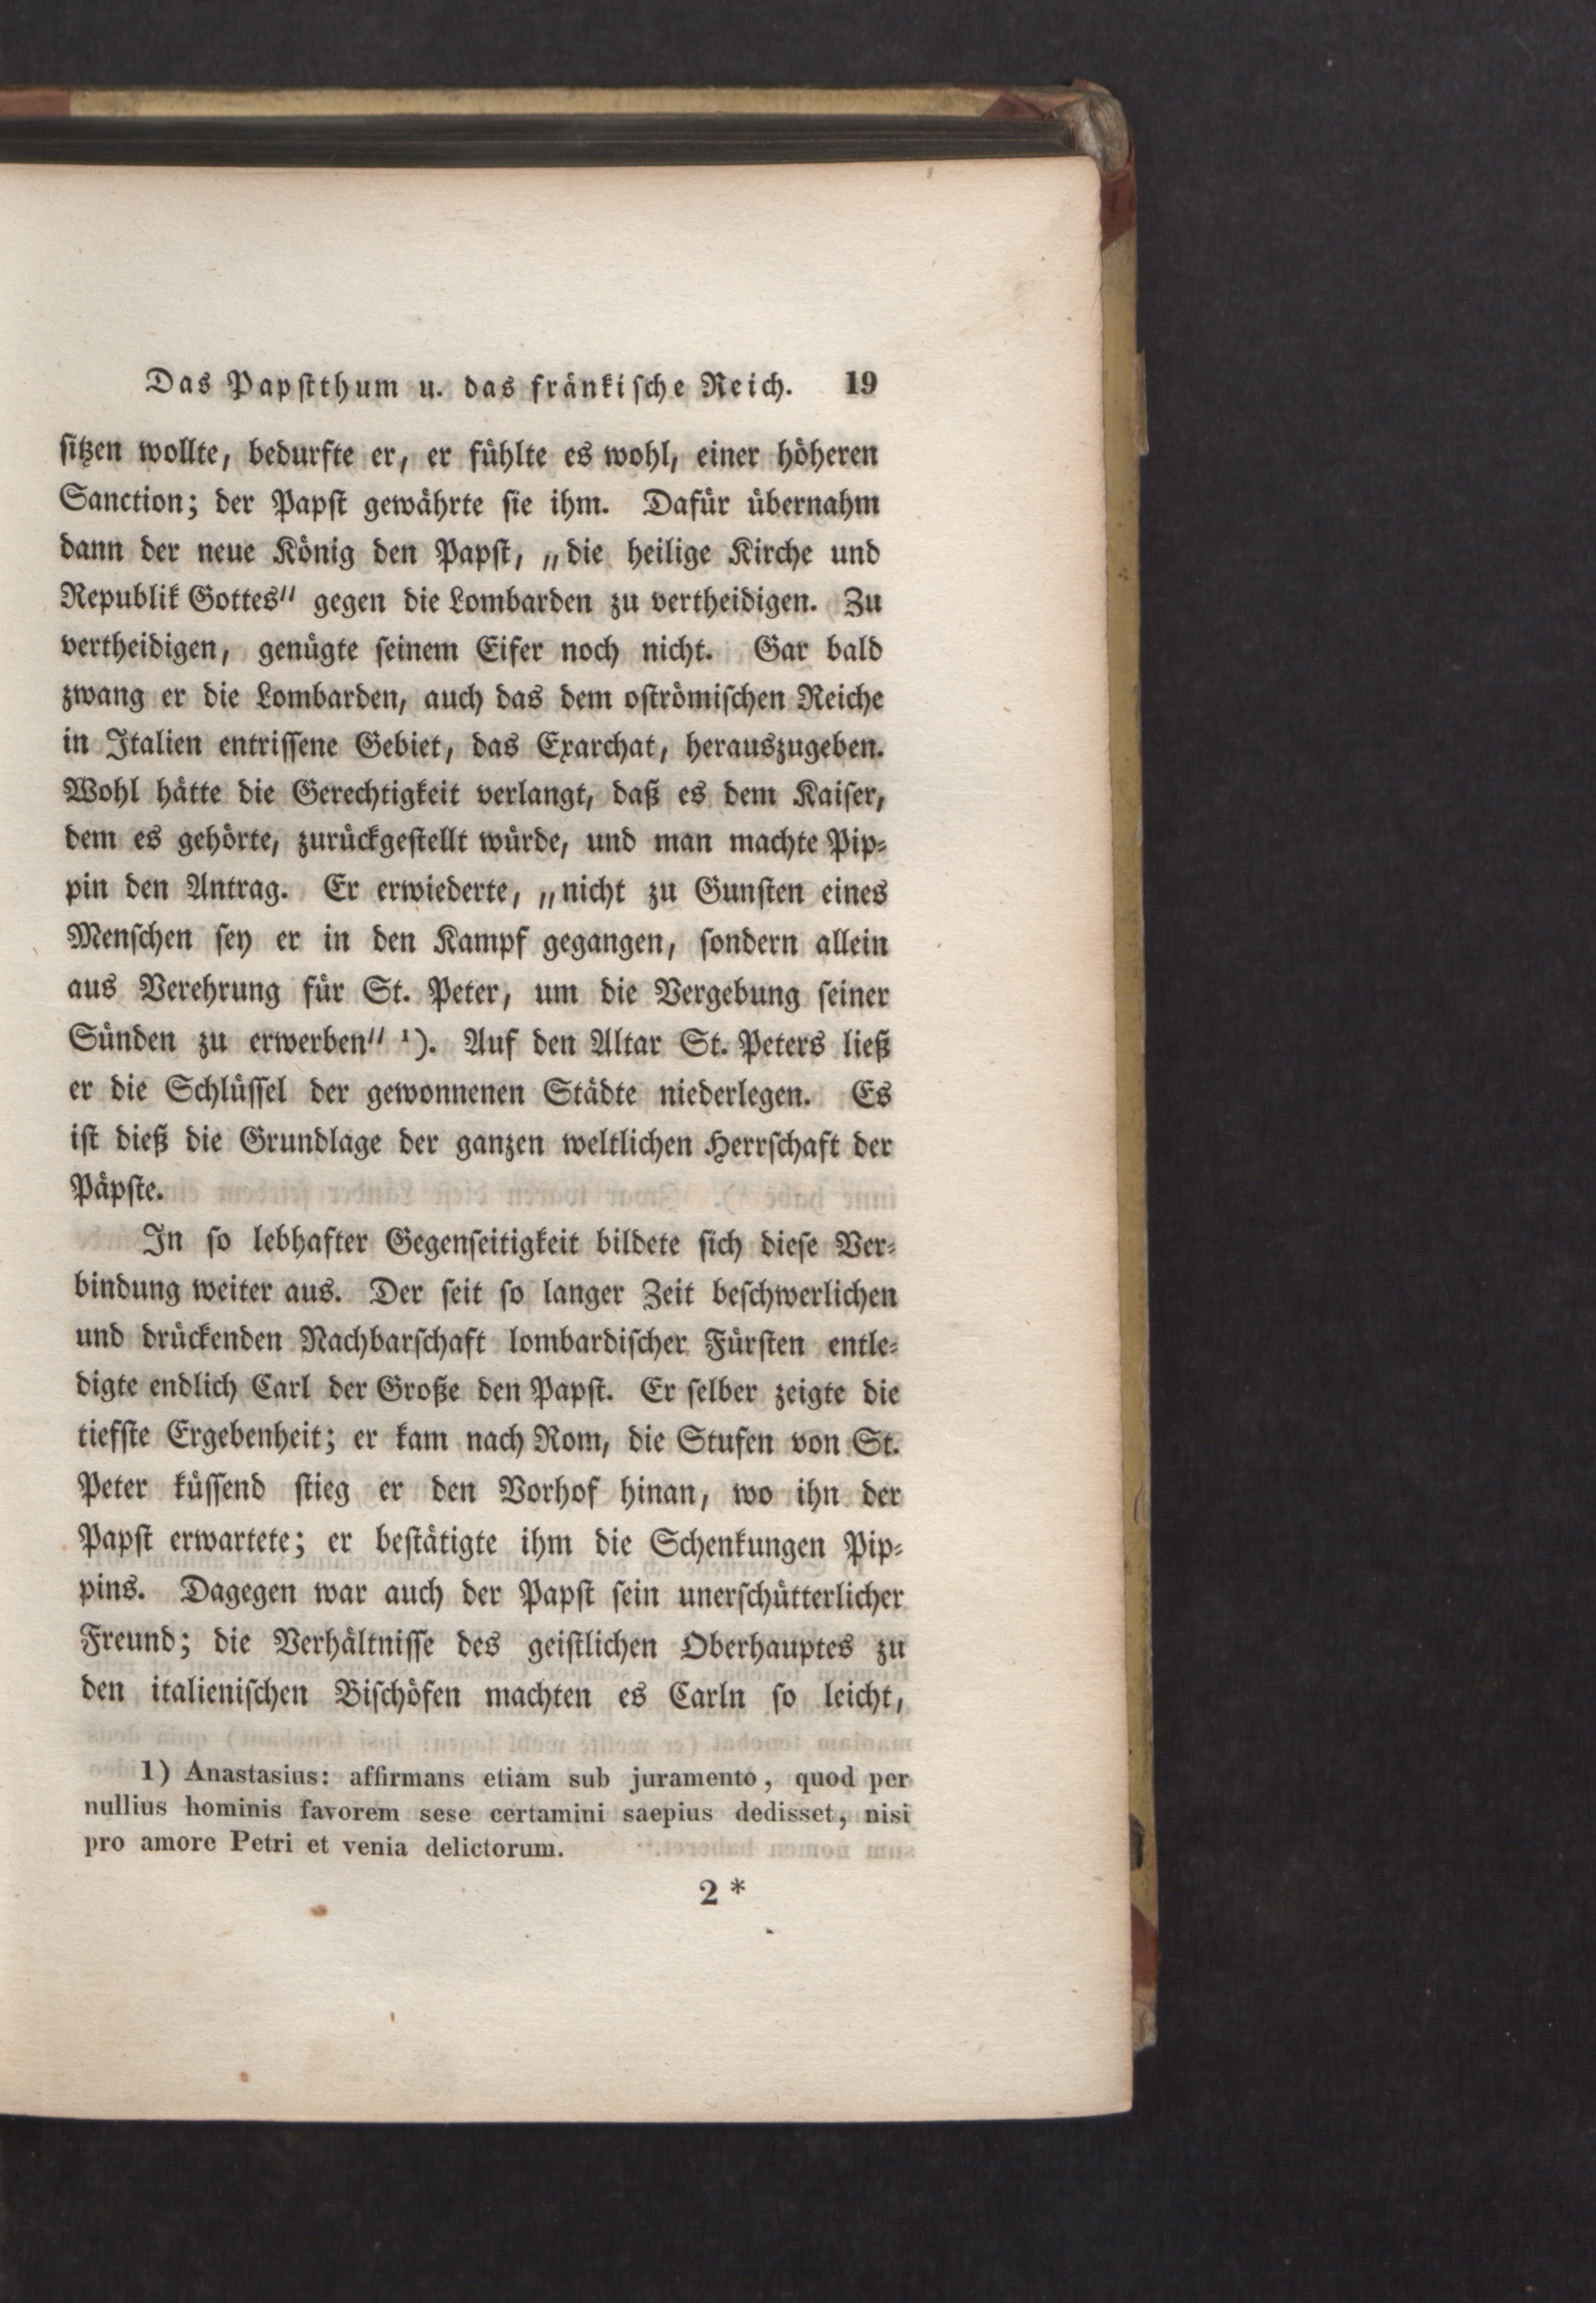 Das Papſtthum u. das fränkiſche Reich. 19
ſitzen wollte, bedurfte er, er fühlte es wohl, einer höheren
Sanction; der Papſt gewährte ſie ihm. Dafür übernahm
dann der neue König den Papſt, „die heilige Kirche und
Republik Gottes“ gegen die Lombarden zu vertheidigen. Zu
vertheidigen, genügte ſeinem Eifer noch nicht. Gar bald
zwang er die Lombarden, auch das dem oſtrömiſchen Reiche
in Italien entriſſene Gebiet, das Exarchat, herauszugeben.
Wohl hätte die Gerechtigkeit verlangt, daß es dem Kaiſer,
dem es gehörte, zurückgeſtellt würde, und man machte Pip-
pin den Antrag. Er erwiederte, „nicht zu Gunſten eines
Menſchen ſey er in den Kampf gegangen, ſondern allein
aus Verehrung für St. Peter, um die Vergebung ſeiner
Sünden zu erwerben“ ¹). Auf den Altar St. Peters ließ
er die Schlüſſel der gewonnenen Städte niederlegen. Es
iſt dieß die Grundlage der ganzen weltlichen Herrſchaft der
Päpſte.
In ſo lebhafter Gegenſeitigkeit bildete ſich dieſe Ver-
bindung weiter aus. Der ſeit ſo langer Zeit beſchwerlichen
und drückenden Nachbarſchaft lombardiſcher Fürſten entle-
digte endlich Carl der Große den Papſt. Er ſelber zeigte die
tiefſte Ergebenheit; er kam nach Rom, die Stufen von St.
Peter küſſend ſtieg er den Vorhof hinan, wo ihn der
Papſt erwartete; er beſtätigte ihm die Schenkungen Pip-
pins. Dagegen war auch der Papſt ſein unerſchütterlicher
Freund; die Verhältniſſe des geiſtlichen Oberhauptes zu
den italieniſchen Biſchöfen machten es Carln ſo leicht,
1) Anastasius: affirmans etiam sub juramento, quod per
nullius hominis favorem sese certamini saepius dedisset, nisi
pro amore Petri et venia delictorum.
2 *